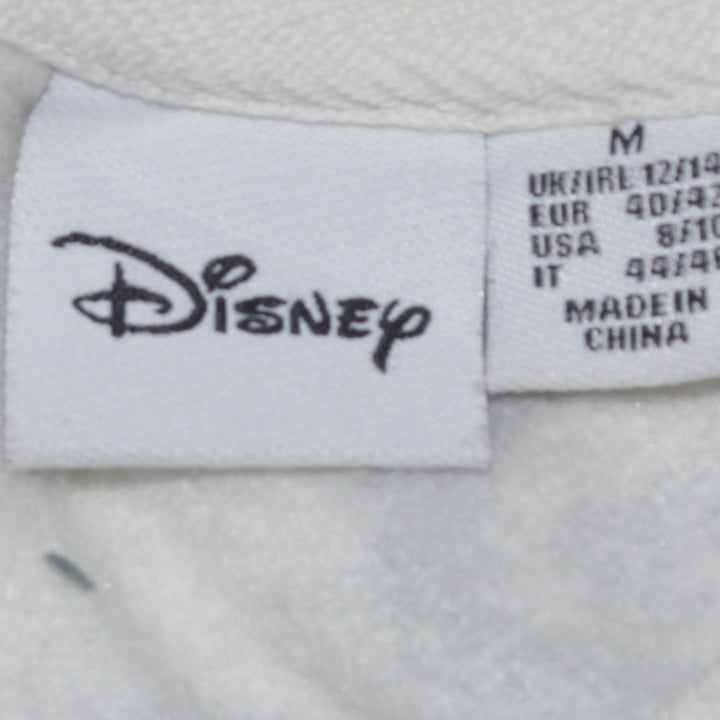 Disney
M
UK/IRL 12/14
EUR 40/42
USA 8/10
IT 44/46
MADE IN
CHINA